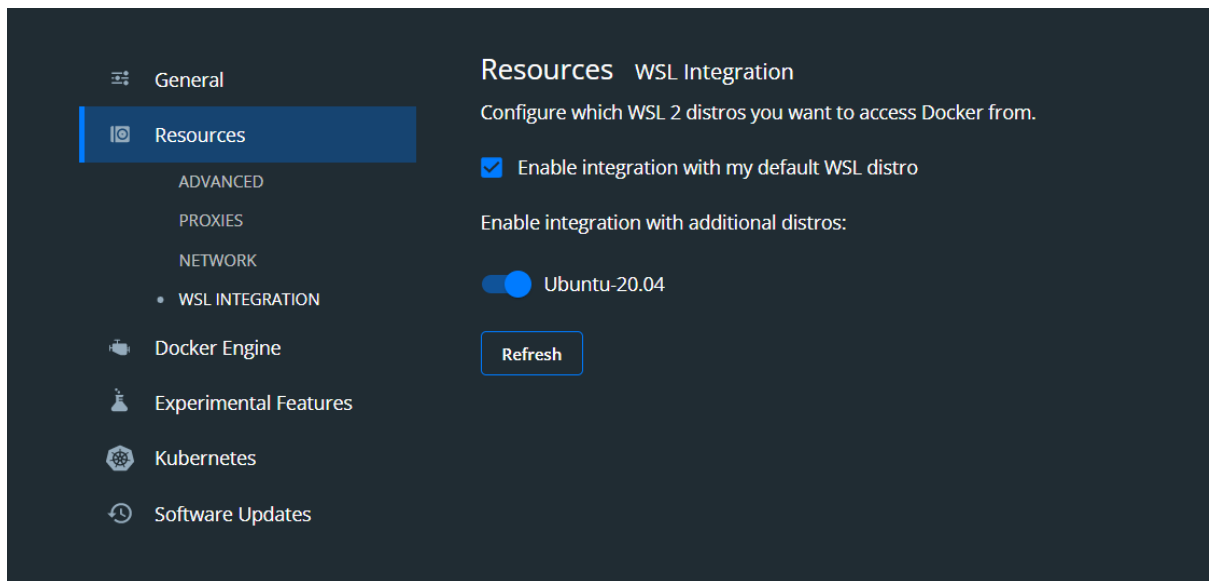 General
Resources
ADVANCED
PROXIES
NETWORK
WSL INTEGRATION
Docker Engine
Experimental Features
Kubernetes
Software Updates
Resources WSL Integration
Configure which WSL 2 distros you want to access Docker from.
Enable integration with my default WSL distro
Enable integration with additional distros:
Ubuntu-20.04
Refresh